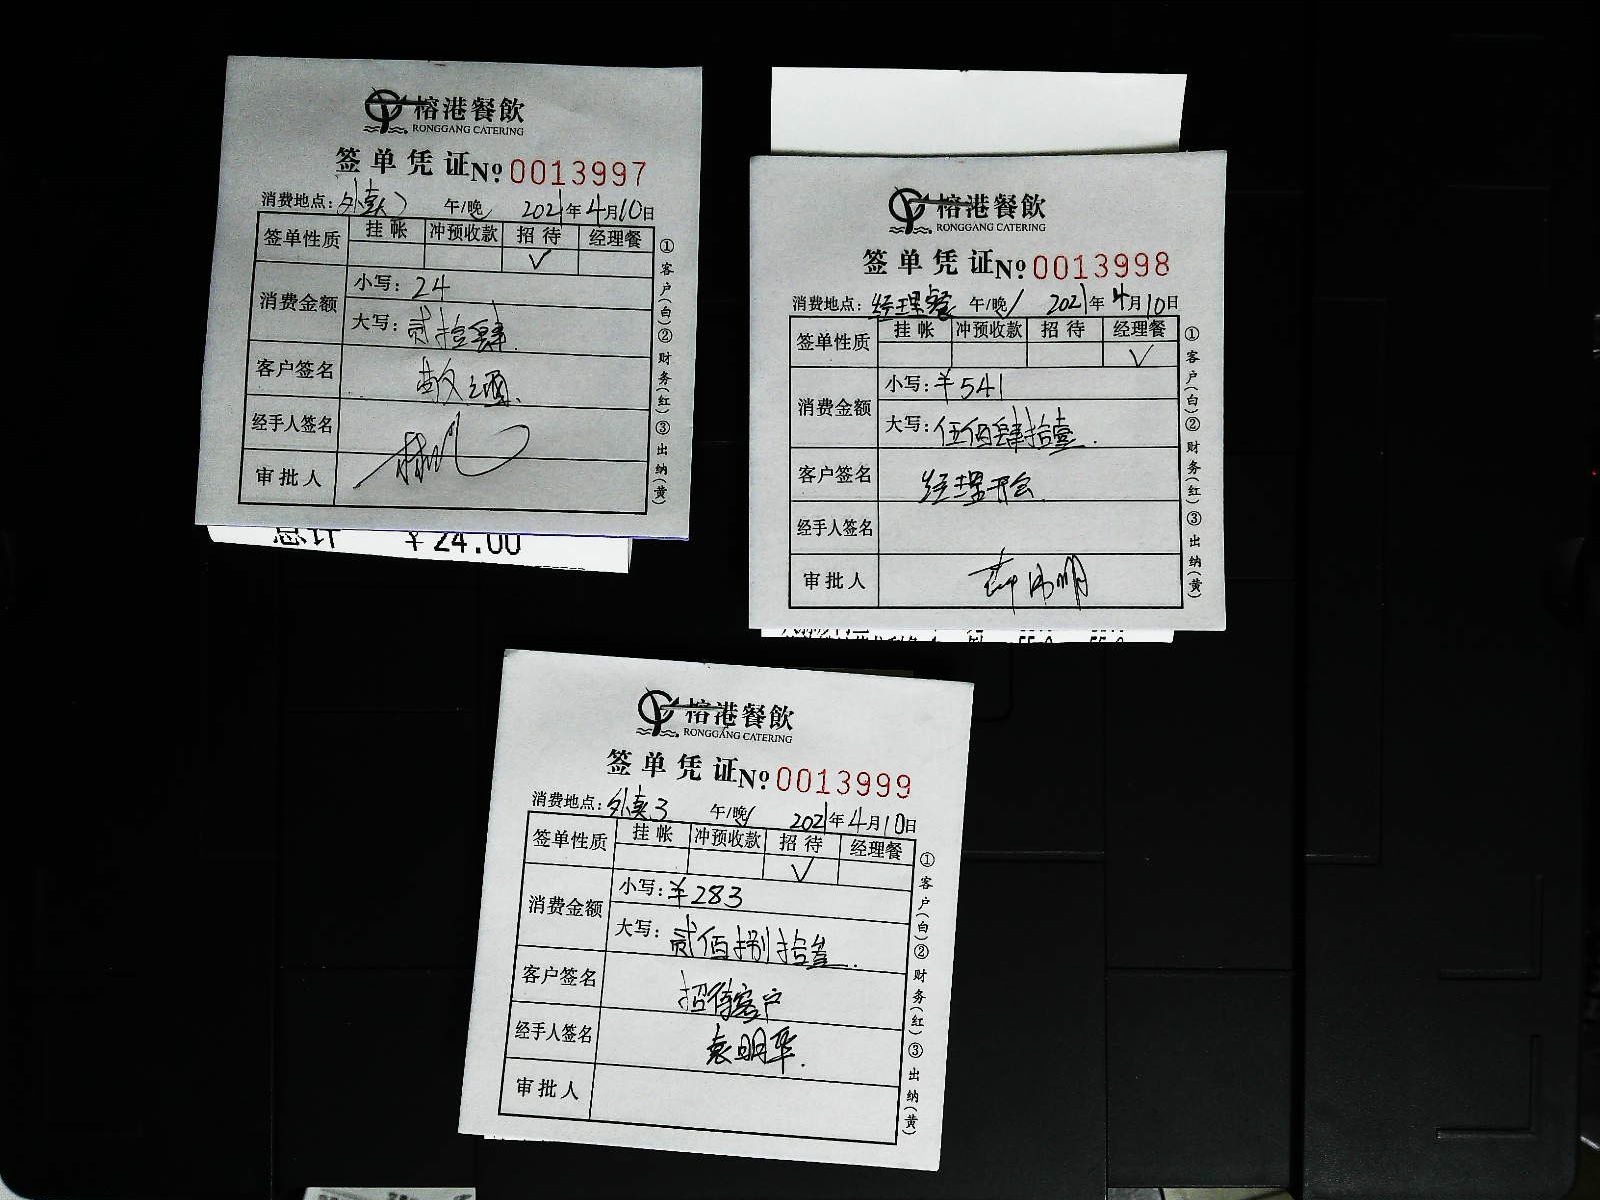 榕港餐飲
RONGGANG CATERING
签单凭证 № 0013997
消费地点: 外卖2 午/晚 2021年4月10日
签单性质 挂帐 冲预收款 招待 经理餐
√
消费金额 小写: 24
大写: 贰拾肆
客户签名
经手人签名
审批人
①客户(白)②财务(红)③出纳(黄)
总计 ¥24.00
榕港餐飲
RONGGANG CATERING
签单凭证 № 0013998
消费地点: 经理餐 午/晚 2021年4月10日
签单性质 挂帐 冲预收款 招待 经理餐
√
消费金额 小写: ¥541
大写: 伍佰肆拾壹.
客户签名 经理开会
经手人签名
审批人
①客户(白)②财务(红)③出纳(黄)
榕港餐飲
RONGGANG CATERING
签单凭证 № 0013999
消费地点: 外卖3 午/晚 2021年4月10日
签单性质 挂帐 冲预收款 招待 经理餐
√
消费金额 小写: ¥283
大写: 贰佰捌拾叁.
客户签名 招待客户
经手人签名 袁明华.
审批人
①客户(白)②财务(红)③出纳(黄)